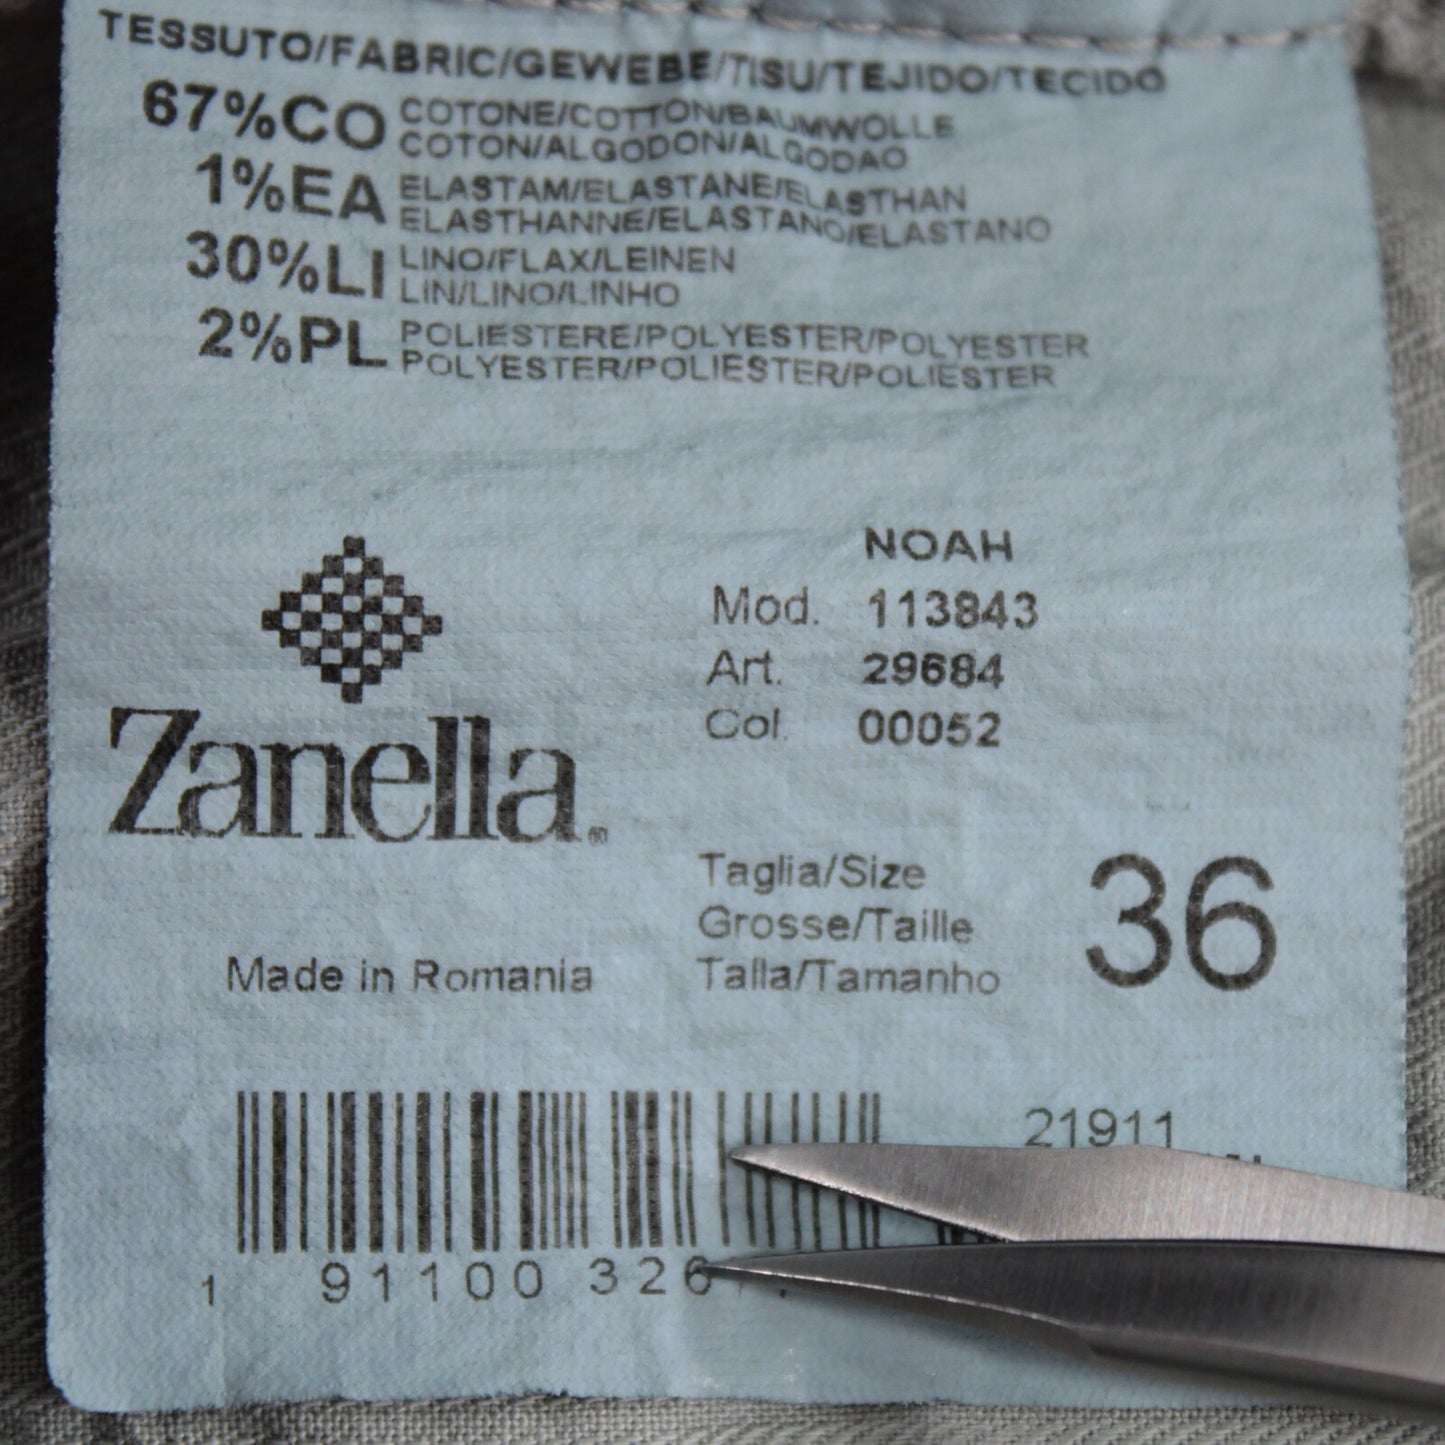 TESSUTO/FABRIC/GEWEBE/TISU/TEJIDO/TECIDO
67%CO COTONE/COTTON/BAUMWOLLE
COTON/ALGODON/ALGODAO
1%EA ELASTAM/ELASTANE/ELASTHAN
ELASTHANNE/ELASTANO/ELASTANO
30%LI LINO/FLAX/LEINEN
LIN/LINO/LINHO
2%PL POLIESTERE/POLYESTER/POLYESTER
POLYESTER/POLIESTER/POLIESTER
NOAH
Mod. 113843
Art. 29684
Col. 00052
Zanella®
Taglia/Size
Grosse/Taille
Talla/Tamanho
36
Made in Romania
21911
1 91100 326